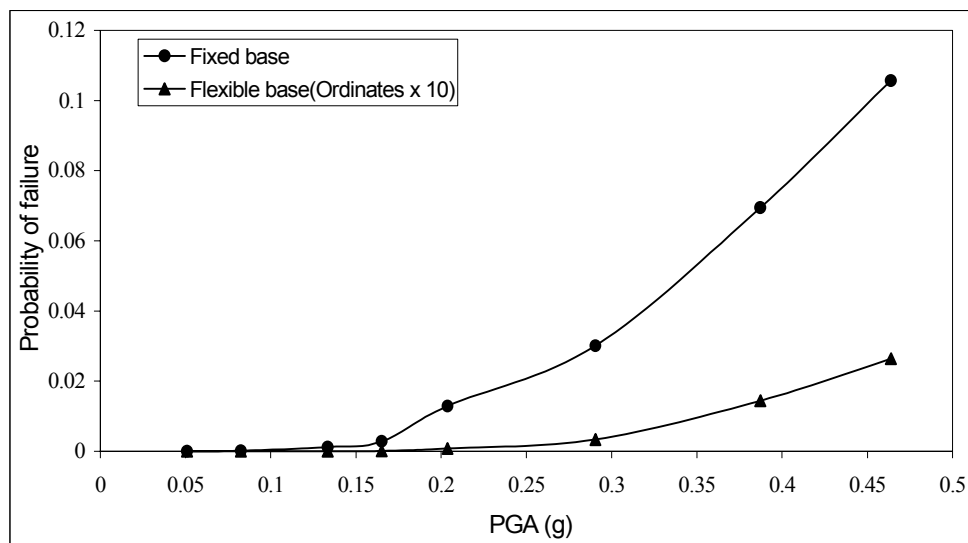 0.12
Fixed base
Flexible base(Ordinates x 10)
0.1
0.08
0.06
0.04
0.02
0
Probability of failure
0 0.05 0.1 0.15 0.2 0.25 0.3 0.35 0.4 0.45 0.5
PGA (g)